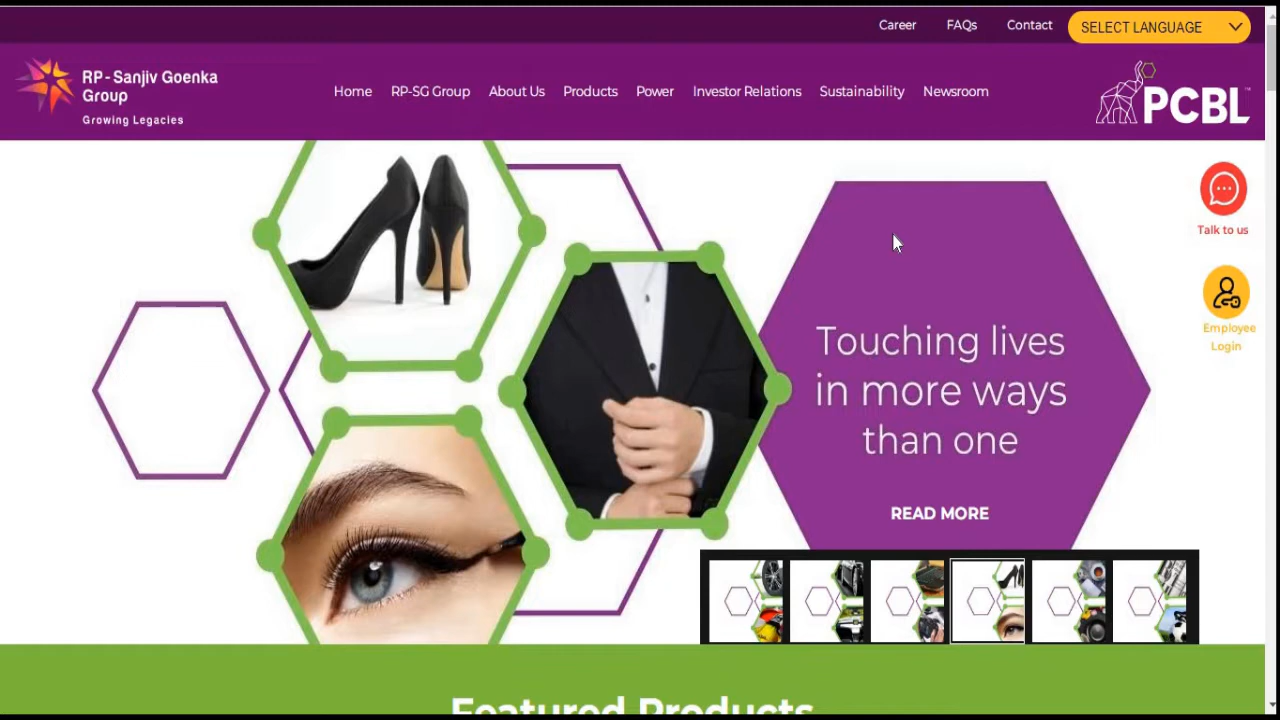 Career FAQs Contact SELECT LANGUAGE
RP - Sanjiv Goenka
Group
Growing Legacies
Home RP-SG Group About Us Products Power Investor Relations Sustainability Newsroom
PCBL
Talk to us
Employee
Login
Touching lives
in more ways
than one
READ MORE
Featured Products